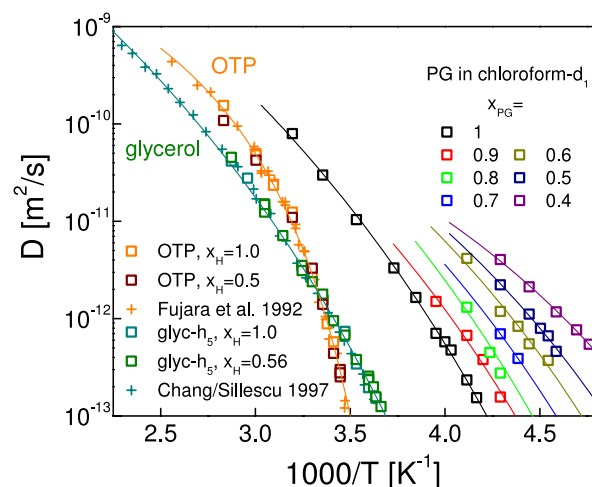 10⁻⁹
10⁻¹⁰
10⁻¹¹
10⁻¹²
10⁻¹³
D [m²/s]
OTP
glycerol
PG in chloroform-d₁
x_PG=
1
0.9
0.8
0.7
0.6
0.5
0.4
OTP, x_H=1.0
OTP, x_H=0.5
Fujara et al. 1992
glyc-h₅, x_H=1.0
glyc-h₅, x_H=0.56
Chang/Sillescu 1997
2.5 3.0 3.5 4.0 4.5
1000/T [K⁻¹]